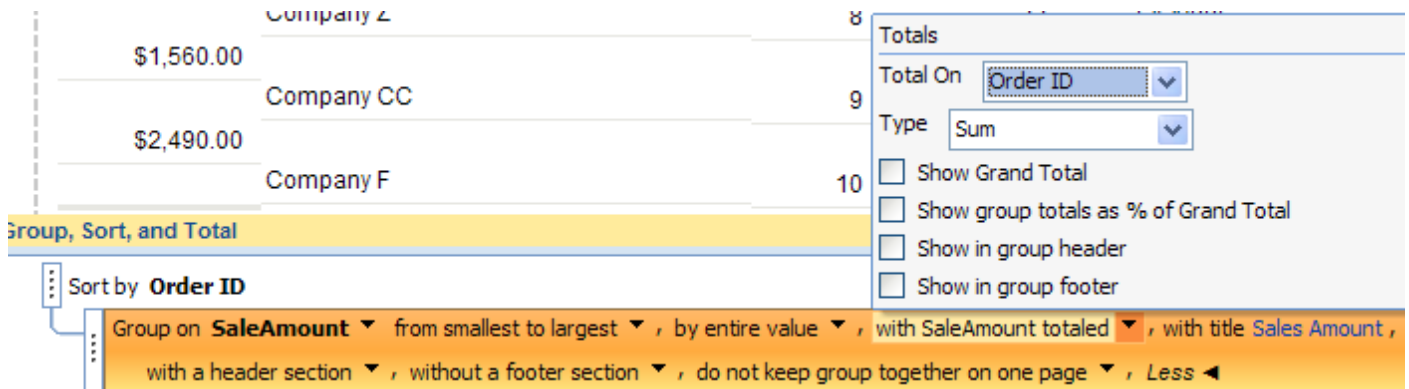 Company Z
8
$1,560.00
Company CC
9
$2,490.00
Company F
10
Totals
Total On Order ID
Type Sum
Show Grand Total
Show group totals as % of Grand Total
Show in group header
Show in group footer
Group, Sort, and Total
Sort by Order ID
Group on SaleAmount ▼ from smallest to largest ▼ , by entire value ▼ , with SaleAmount totaled ▼ , with title Sales Amount ,
with a header section ▼ , without a footer section ▼ , do not keep group together on one page ▼ , Less ◄